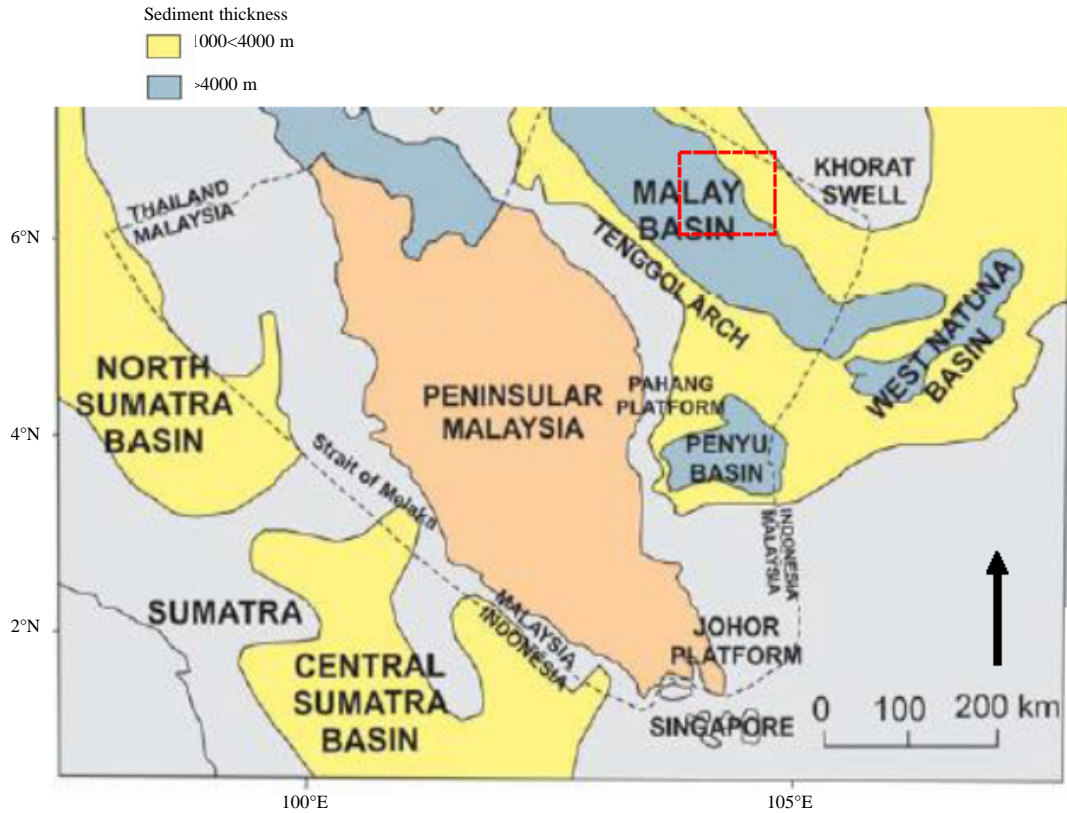 Sediment thickness
1000<4000 m
>4000 m
THAILAND
MALAYSIA
KHORAT
SWELL
MALAY
BASIN
6°N
TENGGOL ARCH
WEST NATUNA
BASIN
NORTH
SUMATRA
BASIN
PENINSULAR
MALAYSIA
PAHANG
PLATFORM
4°N
PENYU
BASIN
Strait of Melaka
INDONESIA
MALAYSIA
SUMATRA
MALAYSIA
INDONESIA
2°N
JOHOR
PLATFORM
CENTRAL
SUMATRA
BASIN
0 100 200 km
SINGAPORE
100°E
105°E